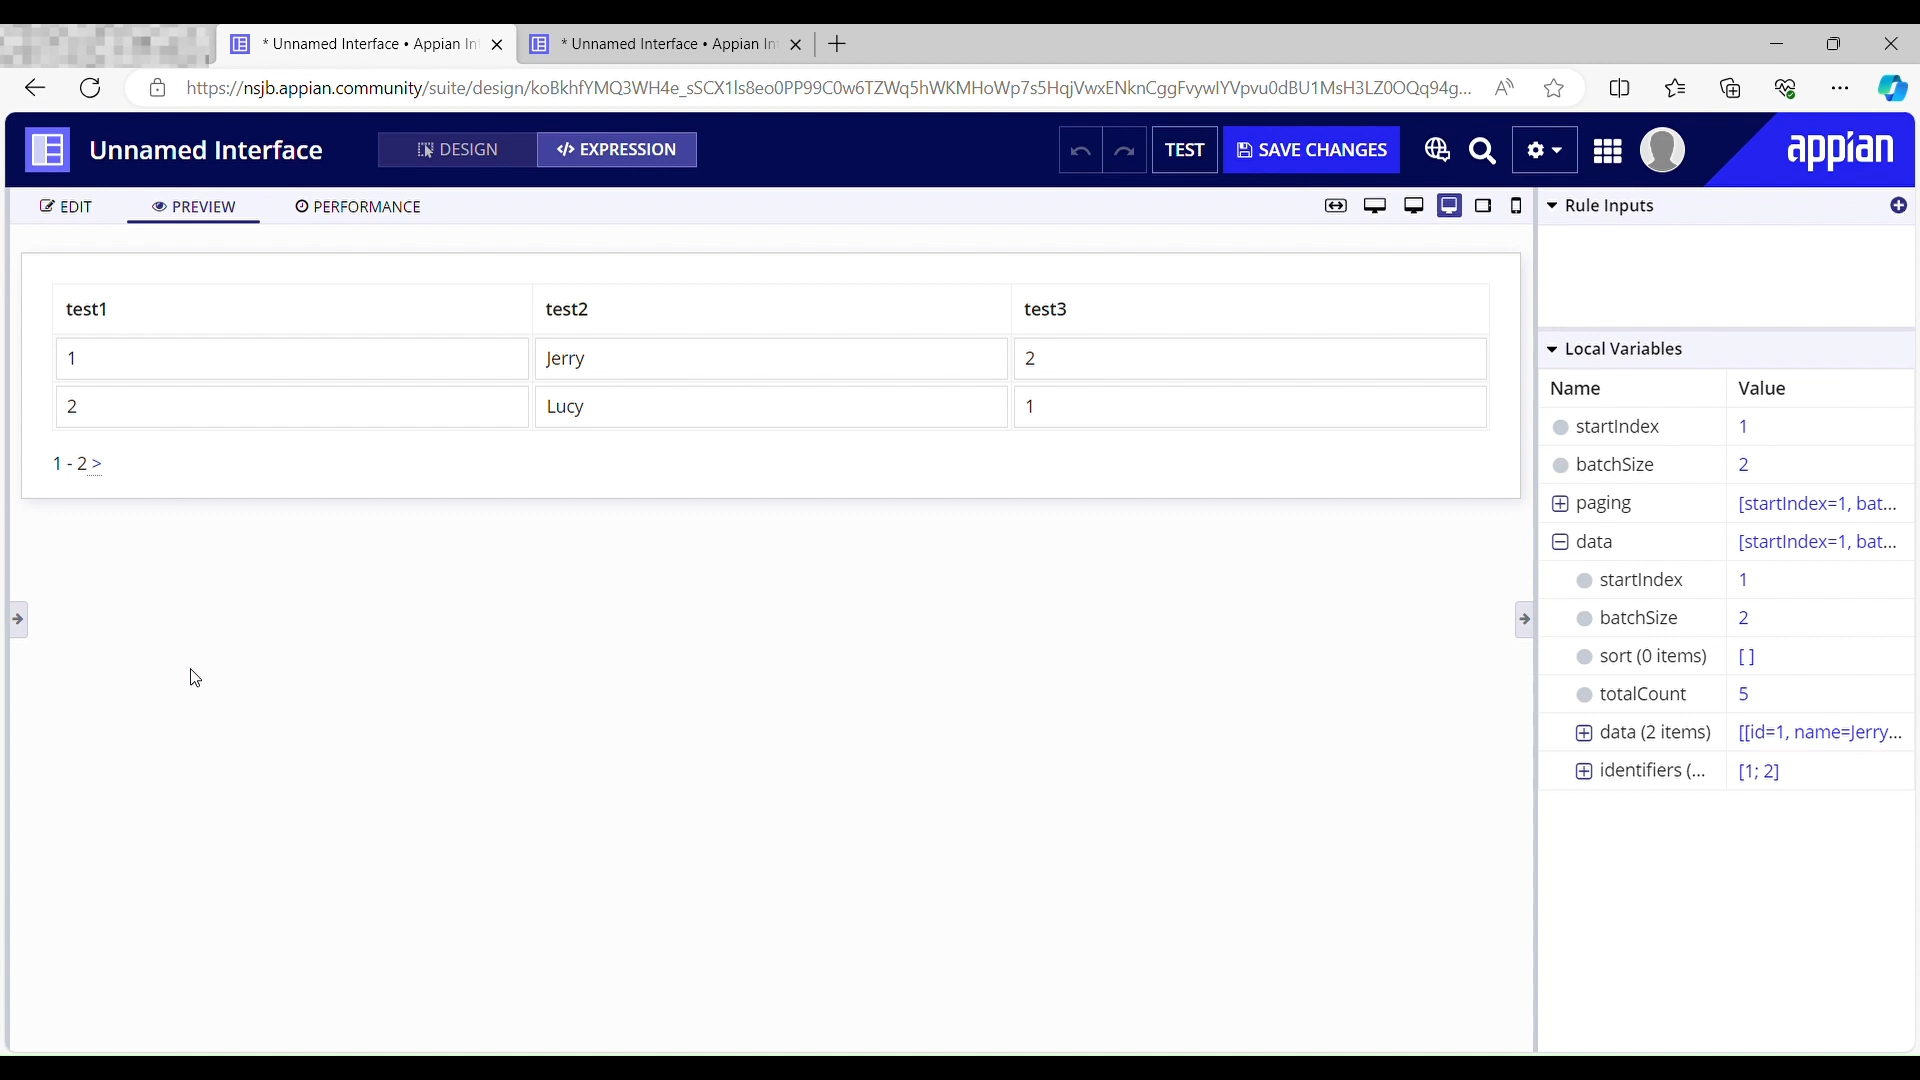 * Unnamed Interface • Appian In
* Unnamed Interface • Appian In
https://nsjb.appian.community/suite/design/koBkhfYMQ3WH4e_sSCX1ls8eo0PP99C0w6TZWq5hWKMHoWp7s5HqjVwxENknCggFvywlYVpvu0dBU1MsH3LZ0OQq94g...
Unnamed Interface
DESIGN
</> EXPRESSION
TEST
SAVE CHANGES
appian
EDIT
PREVIEW
PERFORMANCE
test1 test2 test3
1 Jerry 2
2 Lucy 1
1 - 2 >
Rule Inputs
Local Variables
Name Value
startIndex 1
batchSize 2
paging [startIndex=1, bat...
data [startIndex=1, bat...
startIndex 1
batchSize 2
sort (0 items) [ ]
totalCount 5
data (2 items) [[id=1, name=Jerry...
identifiers (... [1; 2]